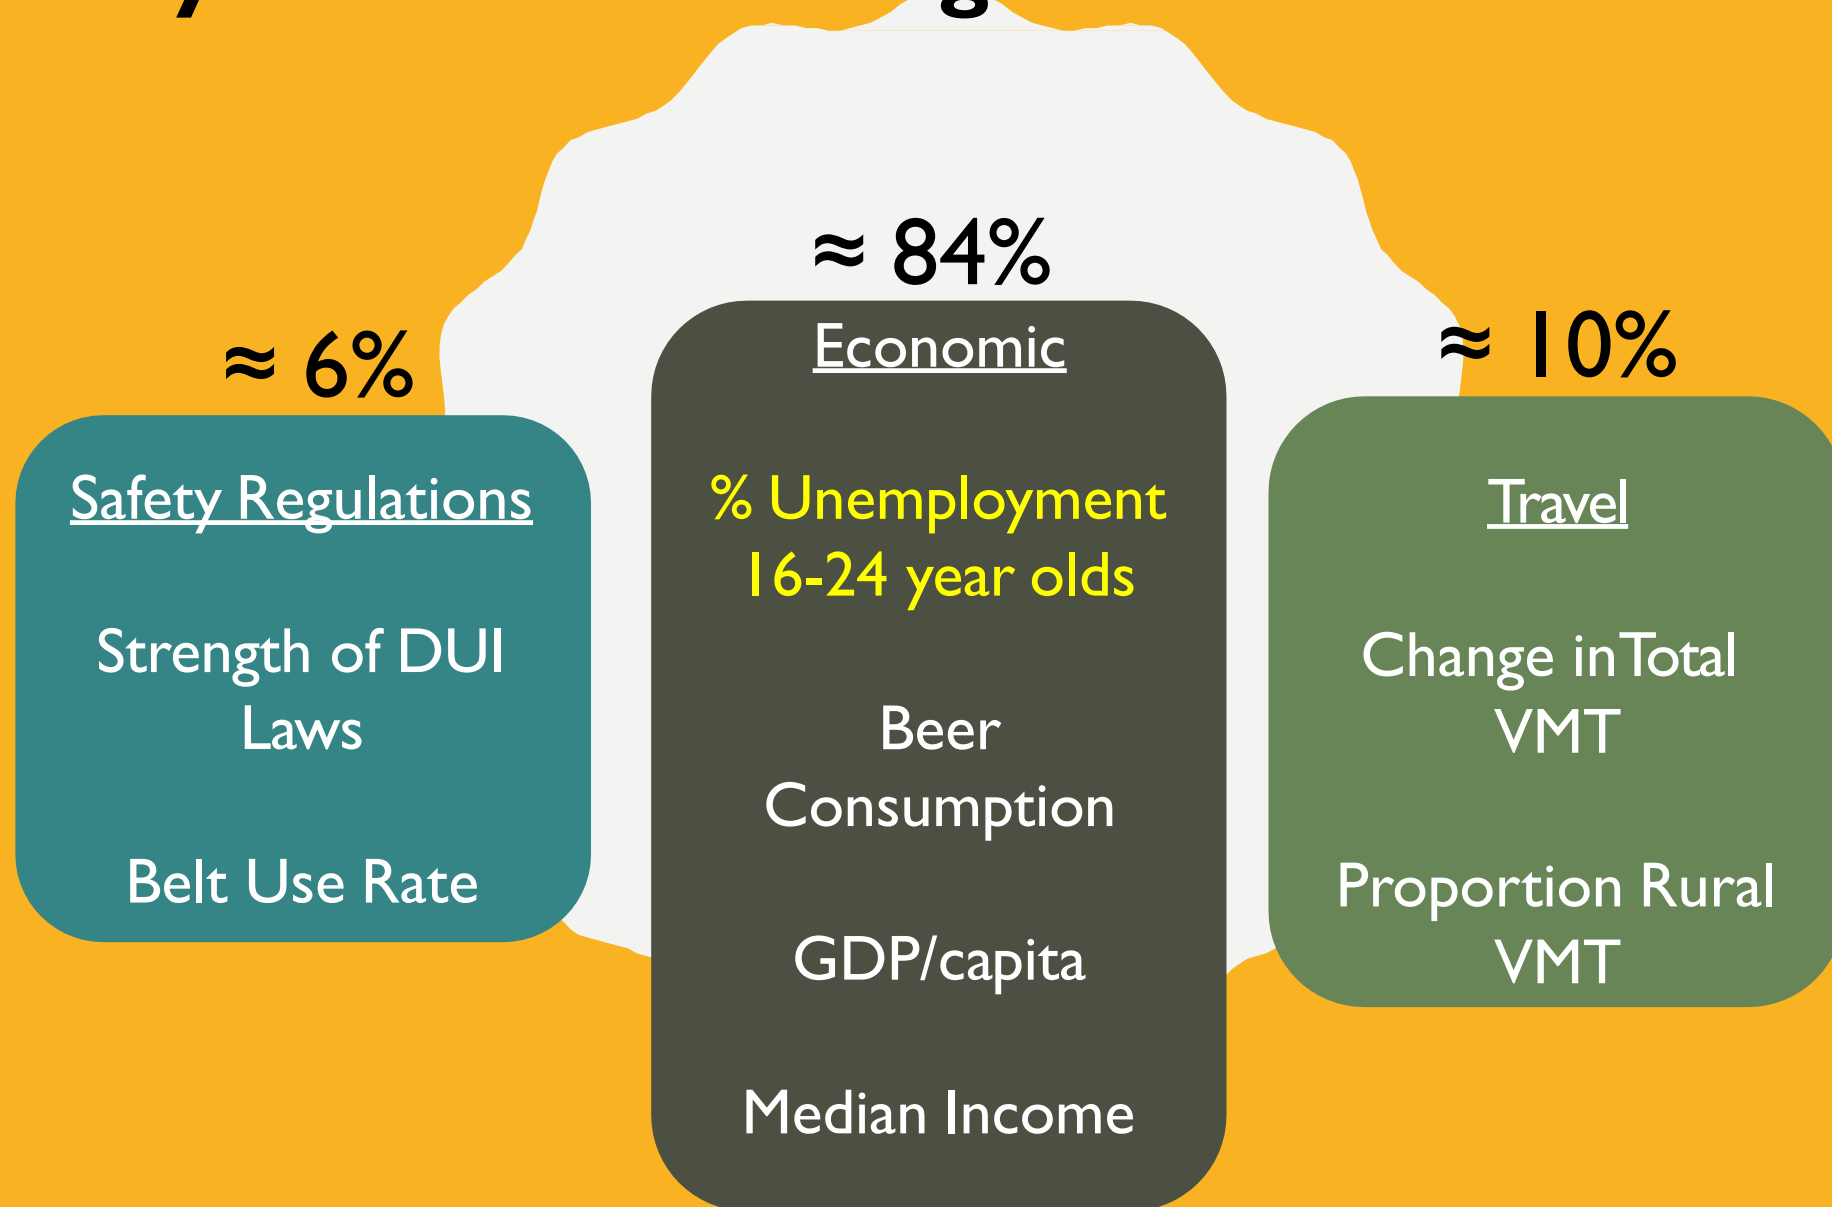 ≈ 6%
Safety Regulations
Strength of DUI
Laws
Belt Use Rate
≈ 84%
Economic
% Unemployment
16-24 year olds
Beer
Consumption
GDP/capita
Median Income
≈ 10%
Travel
Change in Total
VMT
Proportion Rural
VMT